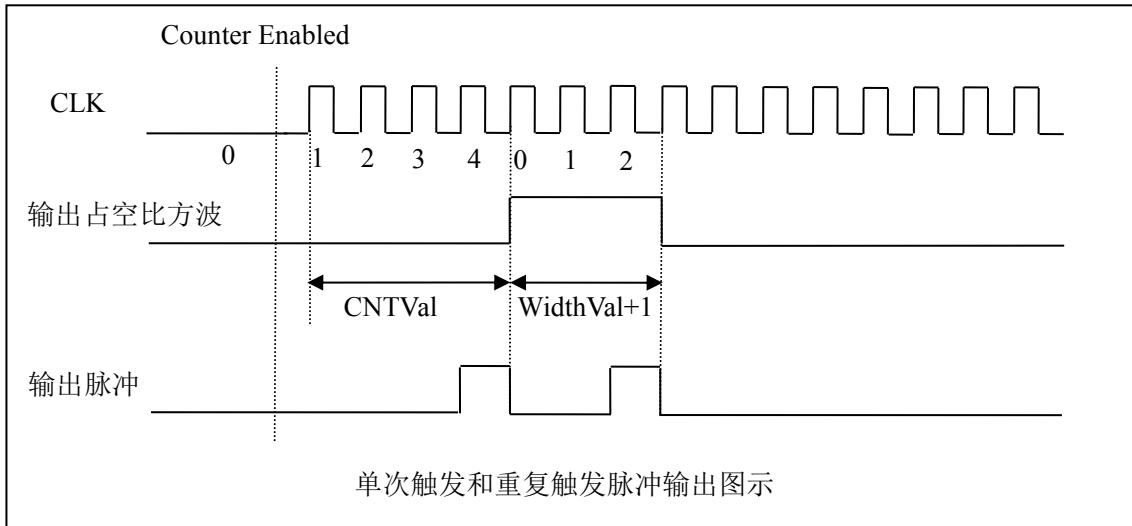 Counter Enabled
CLK
0 1 2 3 4 0 1 2
输出占空比方波
CNTVal WidthVal+1
输出脉冲
单次触发和重复触发脉冲输出图示